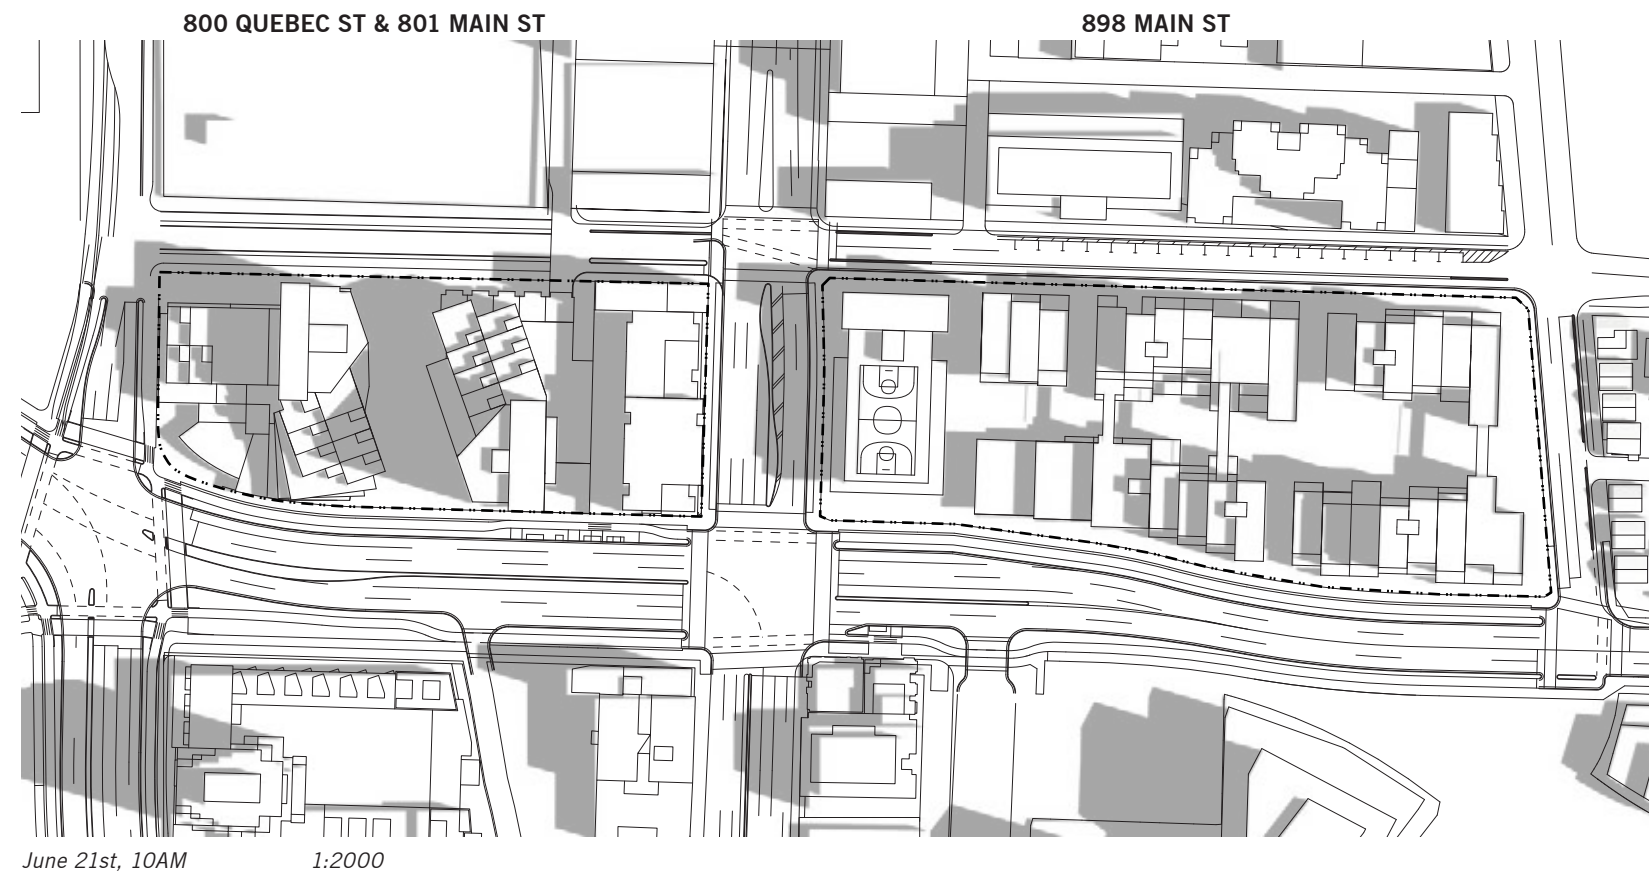 800 QUEBEC ST & 801 MAIN ST
898 MAIN ST
June 21st, 10AM
1:2000